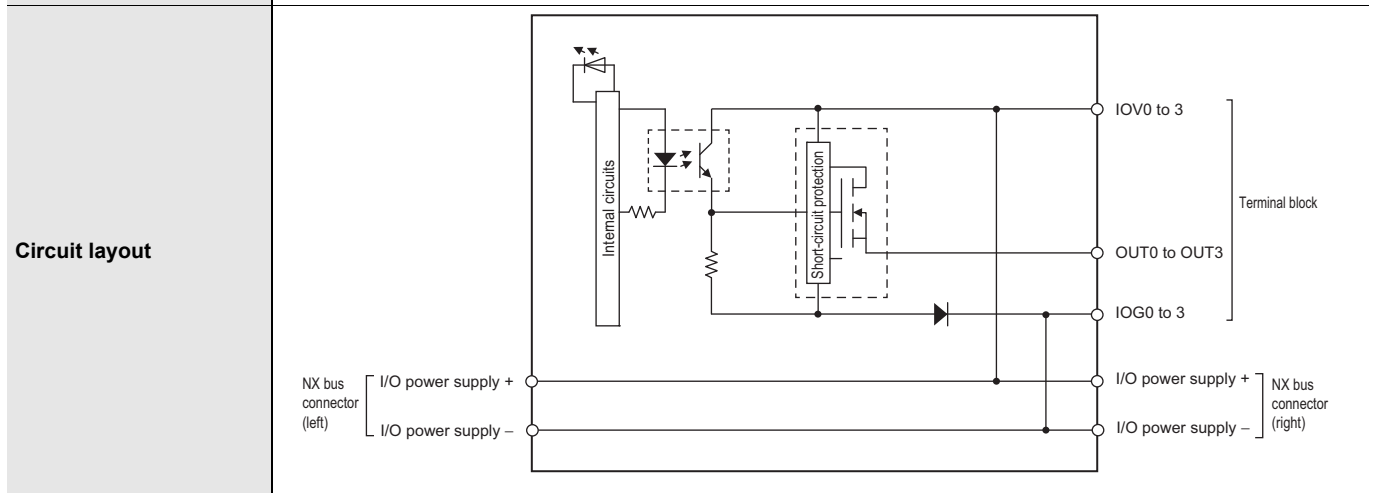 Circuit layout
Internal circuits
Short-circuit protection
IOV0 to 3
Terminal block
OUT0 to OUT3
IOG0 to 3
NX bus
connector
(left)
I/O power supply +
I/O power supply –
I/O power supply +
I/O power supply –
NX bus
connector
(right)